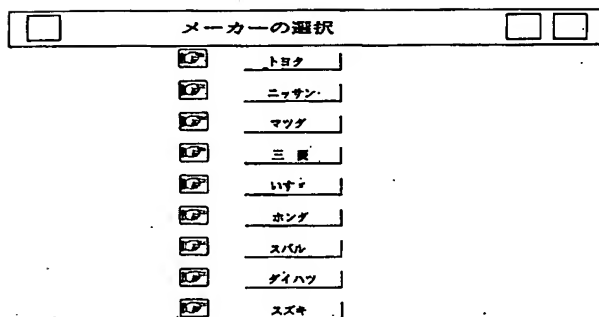 メーカーの選択
トヨタ
ニッサン
マツダ
三菱
いすゞ
ホンダ
スバル
ダイハツ
スズキ